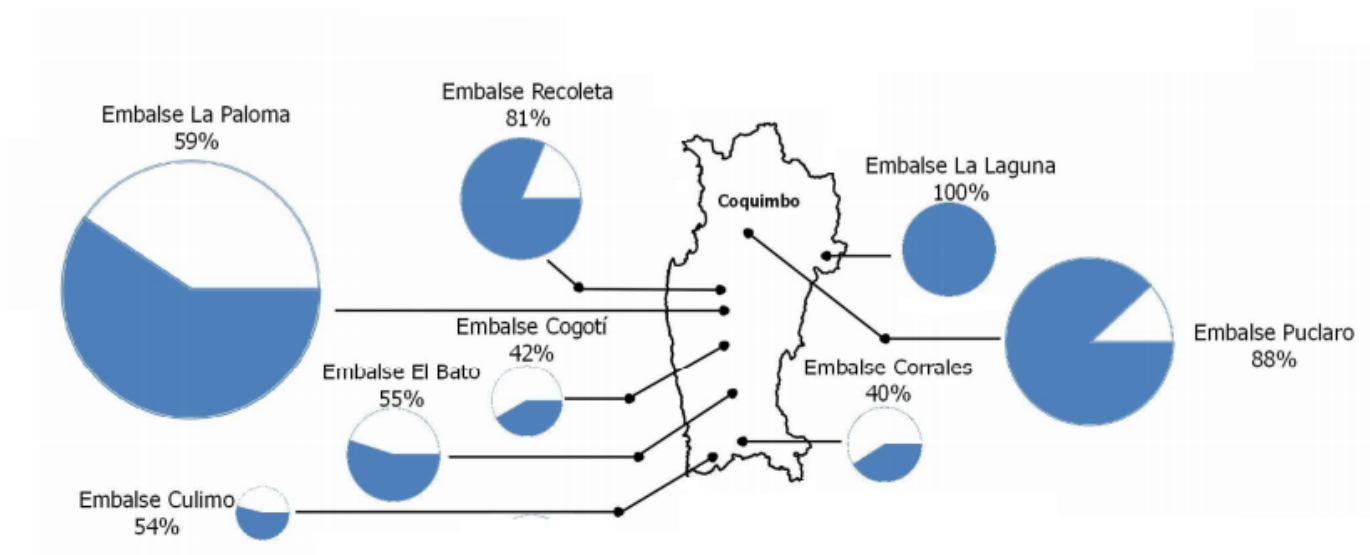 Embalse La Paloma
59%
Embalse Recoleta
81%
Coquimbo
Embalse La Laguna
100%
Embalse Puclaro
88%
Embalse Cogotí
42%
Embalse El Bato
55%
Embalse Corrales
40%
Embalse Culimo
54%